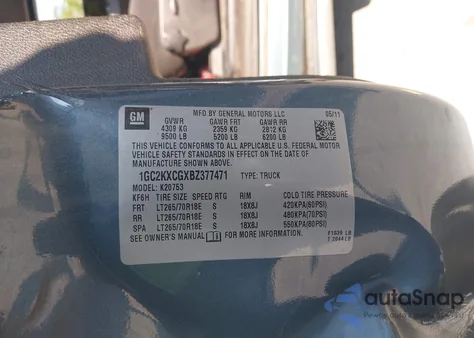 GM
MFD BY GENERAL MOTORS LLC 05/11
GVWR GAWR FRT GAWR RR
4309 KG 2359 KG 2812 KG
9500 LB 5200 LB 6200 LB
THIS VEHICLE CONFORMS TO ALL APPLICABLE U.S. FEDERAL MOTOR
VEHICLE SAFETY STANDARDS IN EFFECT ON THE DATE OF
MANUFACTURE SHOWN ABOVE.
1GC2KXCGXBZ377471 TYPE: TRUCK
MODEL: K20753
KF6H TIRE SIZE SPEED RTG RIM COLD TIRE PRESSURE
FRT LT265/70R18E S 18X8J 420KPA(60PSI)
RR LT265/70R18E S 18X8J 480KPA(70PSI)
SPA LT265/70R18E S 18X8J 550KPA(80PSI)
SEE OWNER'S MANUAL FOR MORE INFORMATION.
autoSnap